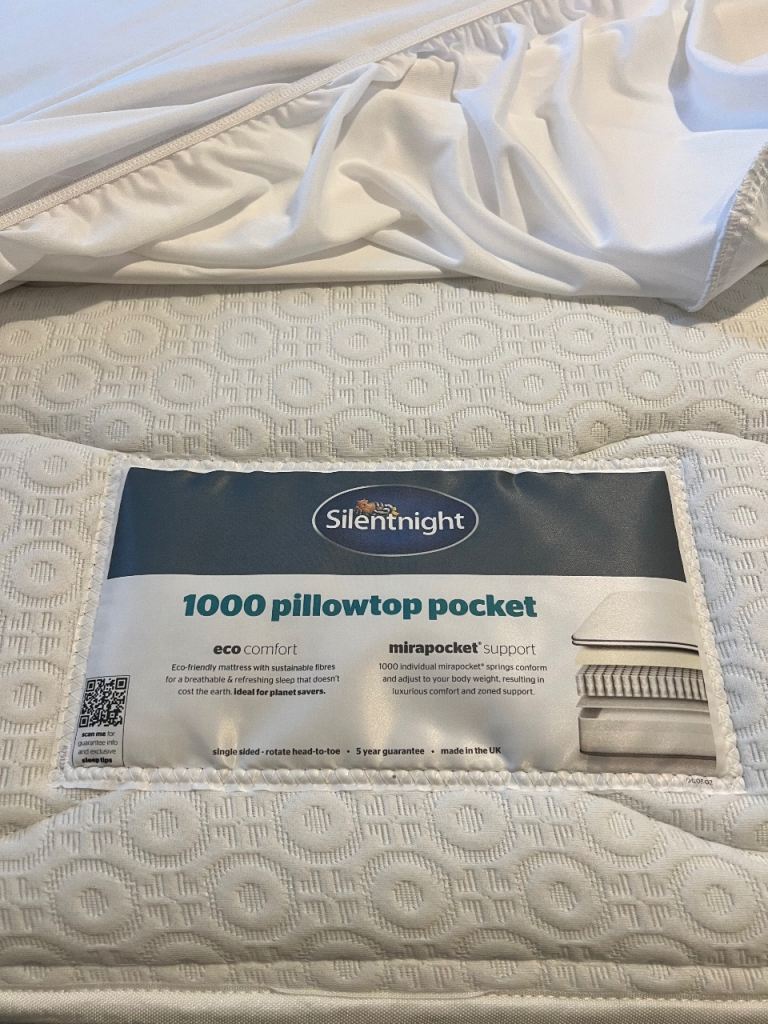 Silentnight
1000 pillowtop pocket
eco comfort
Eco-friendly mattress with sustainable fibres
for a breathable & refreshing sleep that doesn't
cost the earth. ideal for planet savers.
mirapocket® support
1000 individual mirapocket® springs conform
and adjust to your body weight, resulting in
luxurious comfort and zoned support.
scan me for
guarantee info
and exclusive
sleep tips
single sided - rotate head-to-toe • 5 year guarantee • made in the UK